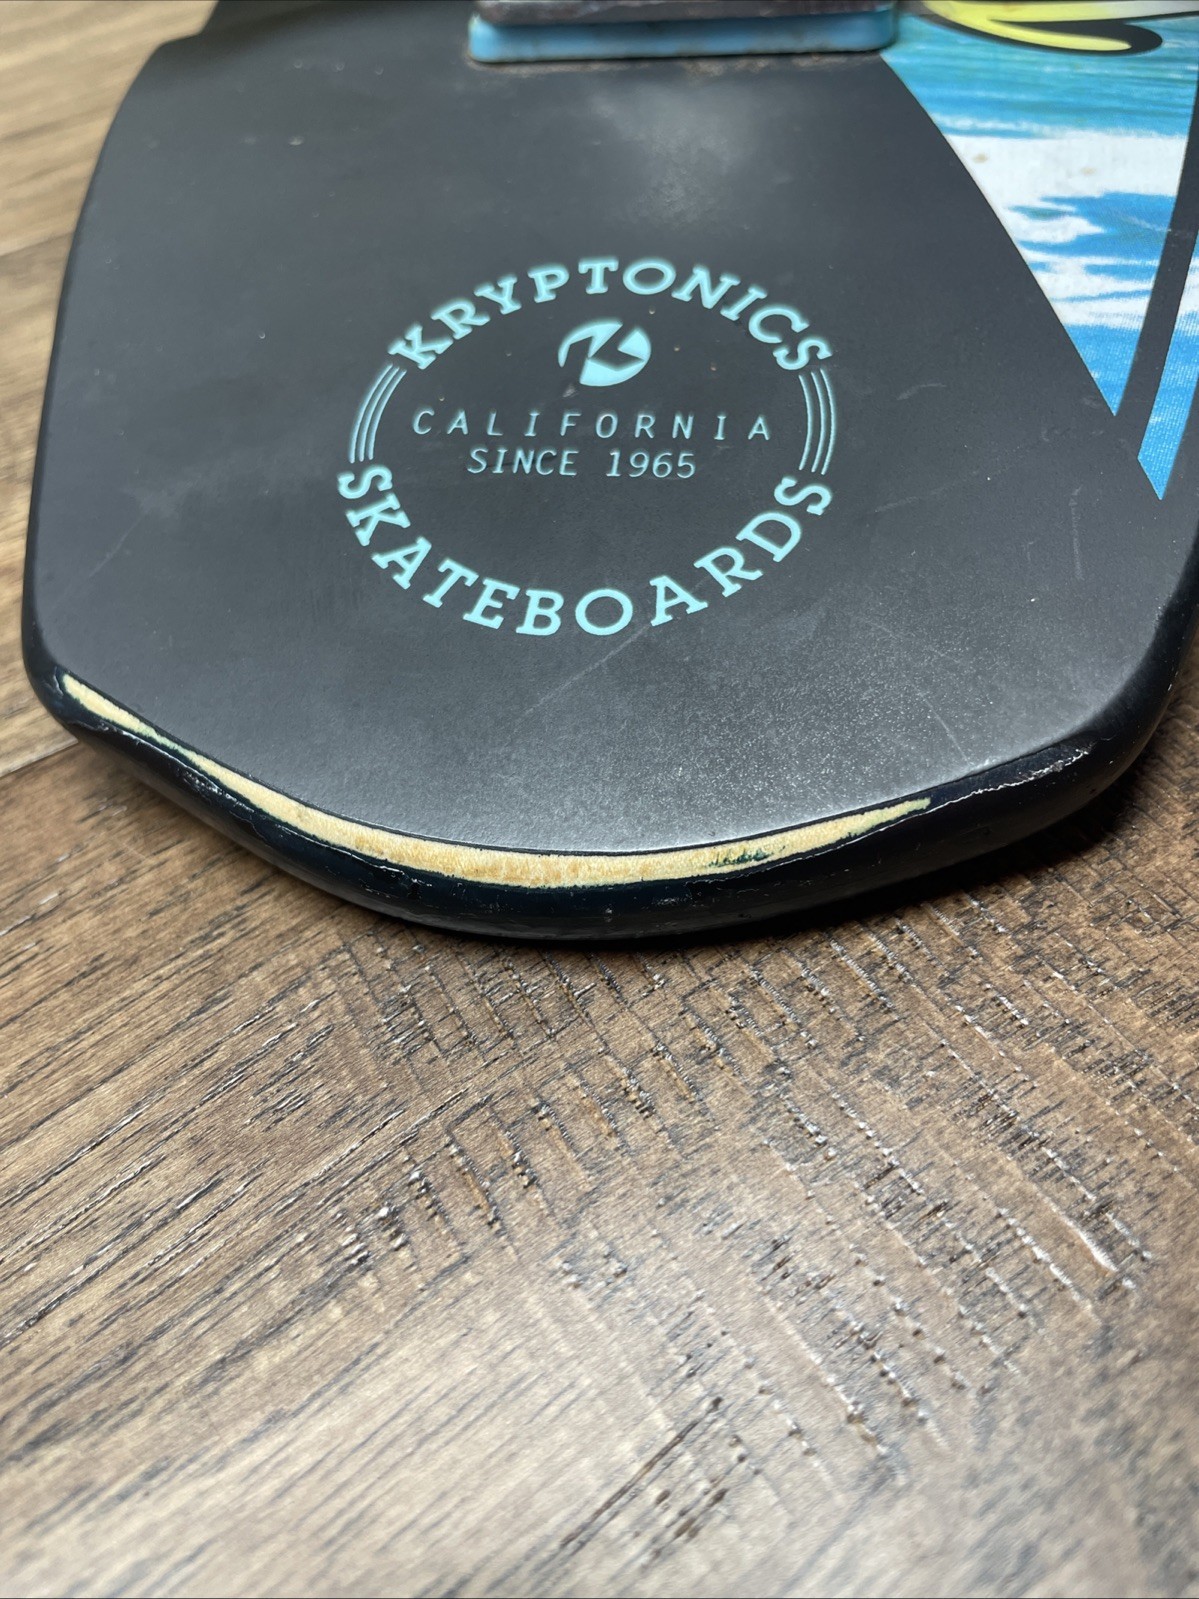 KRYPTONICS
CALIFORNIA
SINCE 1965
SKATEBOARDS